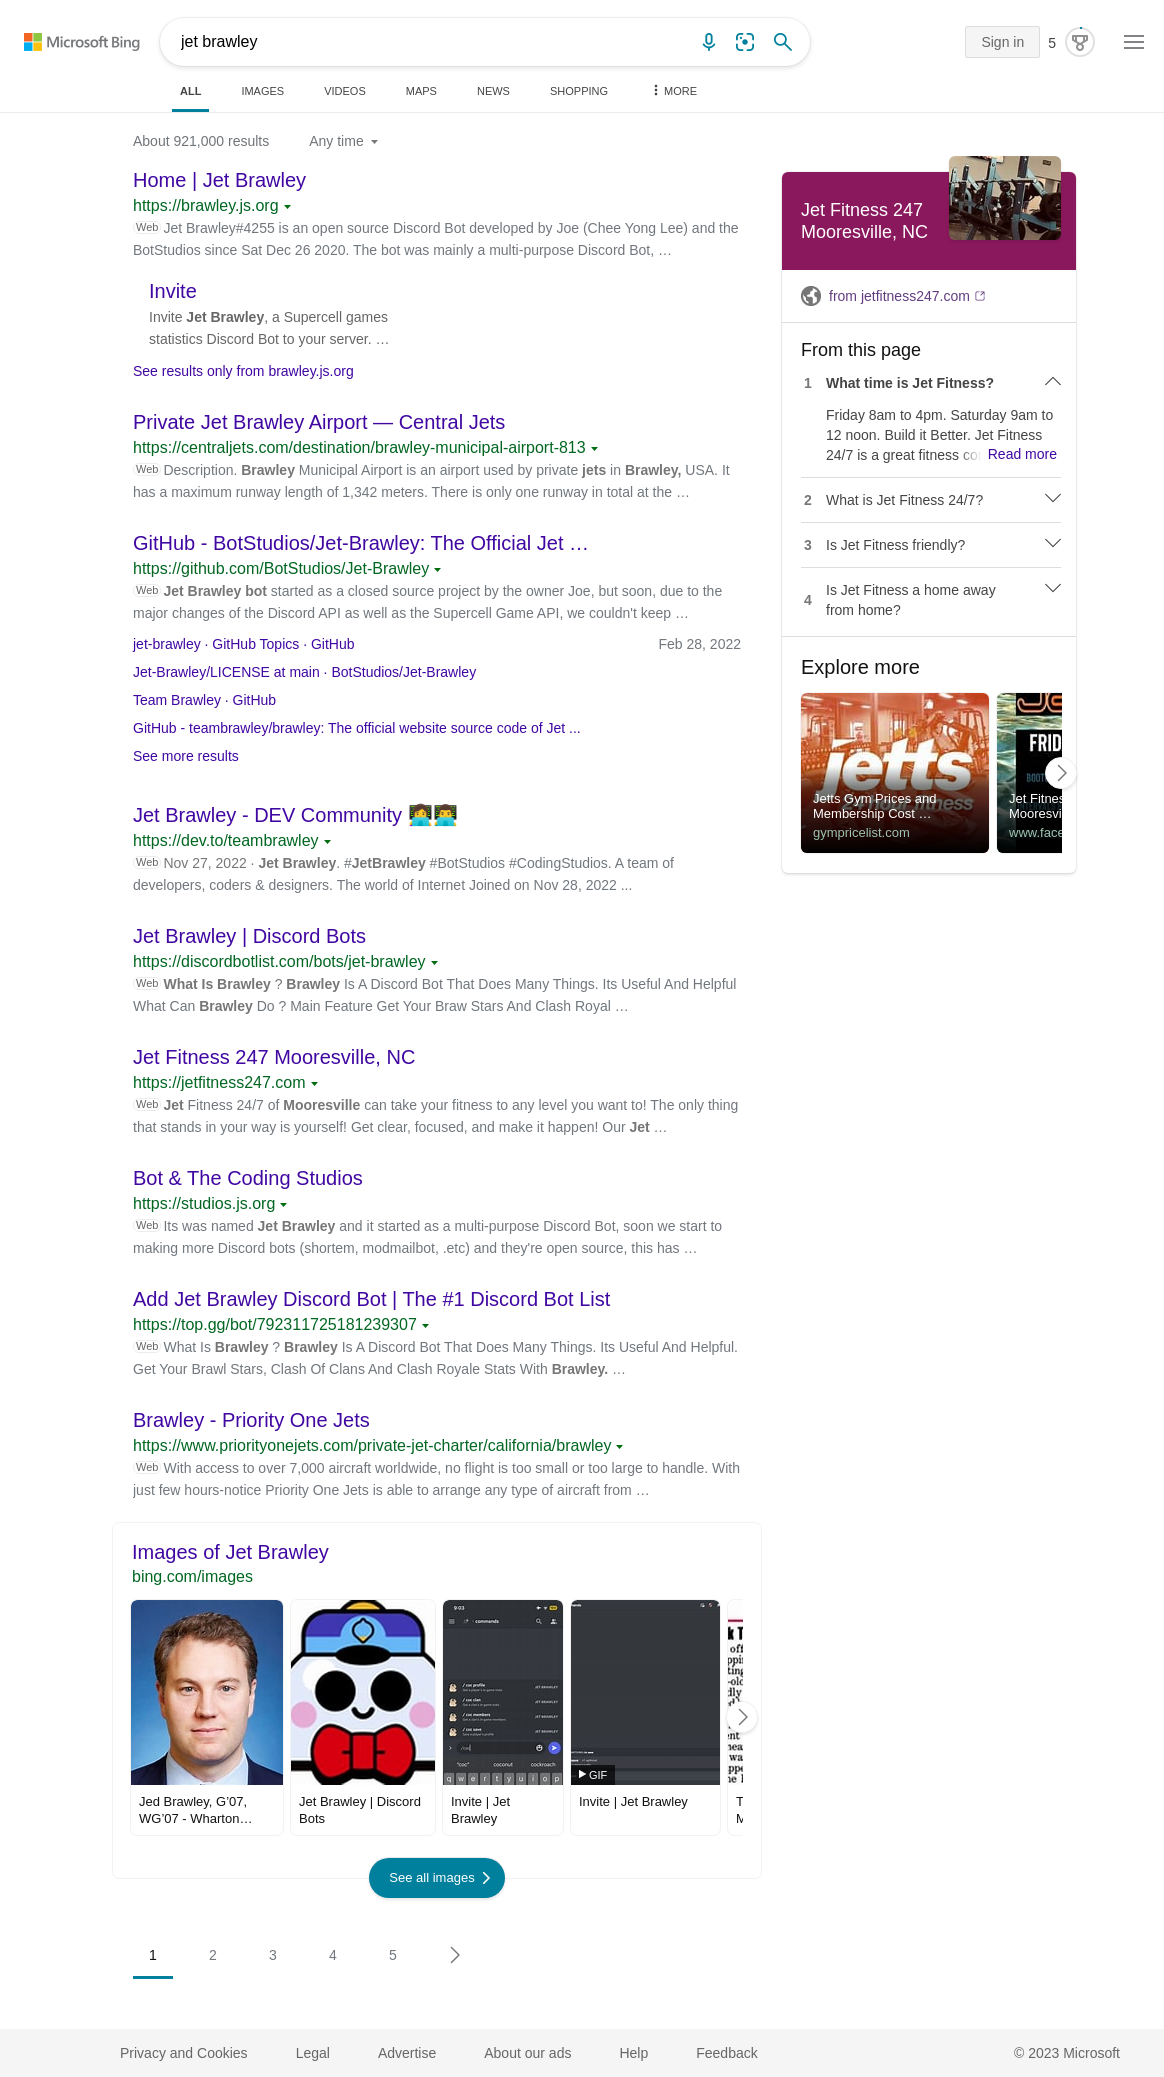 Microsoft Bing
jet brawley
Sign in
5
ALL
IMAGES
VIDEOS
MAPS
NEWS
SHOPPING
MORE
About 921,000 results
Any time
Home | Jet Brawley
https://brawley.js.org
Web Jet Brawley#4255 is an open source Discord Bot developed by Joe (Chee Yong Lee) and the
BotStudios since Sat Dec 26 2020. The bot was mainly a multi-purpose Discord Bot, …
Invite
Invite Jet Brawley, a Supercell games
statistics Discord Bot to your server. …
See results only from brawley.js.org
Private Jet Brawley Airport — Central Jets
https://centraljets.com/destination/brawley-municipal-airport-813
Web Description. Brawley Municipal Airport is an airport used by private jets in Brawley, USA. It
has a maximum runway length of 1,342 meters. There is only one runway in total at the …
GitHub - BotStudios/Jet-Brawley: The Official Jet …
https://github.com/BotStudios/Jet-Brawley
Web Jet Brawley bot started as a closed source project by the owner Joe, but soon, due to the
major changes of the Discord API as well as the Supercell Game API, we couldn't keep …
jet-brawley · GitHub Topics · GitHub
Feb 28, 2022
Jet-Brawley/LICENSE at main · BotStudios/Jet-Brawley
Team Brawley · GitHub
GitHub - teambrawley/brawley: The official website source code of Jet ...
See more results
Jet Brawley - DEV Community 👩‍💻👨‍💻
https://dev.to/teambrawley
Web Nov 27, 2022 · Jet Brawley. #JetBrawley #BotStudios #CodingStudios. A team of
developers, coders & designers. The world of Internet Joined on Nov 28, 2022 ...
Jet Brawley | Discord Bots
https://discordbotlist.com/bots/jet-brawley
Web What Is Brawley ? Brawley Is A Discord Bot That Does Many Things. Its Useful And Helpful
What Can Brawley Do ? Main Feature Get Your Braw Stars And Clash Royal …
Jet Fitness 247 Mooresville, NC
https://jetfitness247.com
Web Jet Fitness 24/7 of Mooresville can take your fitness to any level you want to! The only thing
that stands in your way is yourself! Get clear, focused, and make it happen! Our Jet …
Bot & The Coding Studios
https://studios.js.org
Web Its was named Jet Brawley and it started as a multi-purpose Discord Bot, soon we start to
making more Discord bots (shortem, modmailbot, .etc) and they're open source, this has …
Add Jet Brawley Discord Bot | The #1 Discord Bot List
https://top.gg/bot/792311725181239307
Web What Is Brawley ? Brawley Is A Discord Bot That Does Many Things. Its Useful And Helpful.
Get Your Brawl Stars, Clash Of Clans And Clash Royale Stats With Brawley. …
Brawley - Priority One Jets
https://www.priorityonejets.com/private-jet-charter/california/brawley
Web With access to over 7,000 aircraft worldwide, no flight is too small or too large to handle. With
just few hours-notice Priority One Jets is able to arrange any type of aircraft from …
Images of Jet Brawley
bing.com/images
9:03
commands
/ coc profile
/ coc clan
/ coc members
/ coc save
JET BRAWLEY
JET BRAWLEY
JET BRAWLEY
JET BRAWLEY
/coc
"coc" coconut cockroach
q w e r t y u i o p
GIF
Jed Brawley, G'07,
WG'07 - Wharton…
Jet Brawley | Discord
Bots
Invite | Jet
Brawley
Invite | Jet Brawley
See all images
1 2 3 4 5
Jet Fitness 247
Mooresville, NC
from jetfitness247.com
From this page
1 What time is Jet Fitness?
Friday 8am to 4pm. Saturday 9am to
12 noon. Build it Better. Jet Fitness
24/7 is a great fitness co Read more
2 What is Jet Fitness 24/7?
3 Is Jet Fitness friendly?
4 Is Jet Fitness a home away
from home?
Explore more
jetts
24 hour fitness
Jetts Gym Prices and
Membership Cost …
gympricelist.com
FRID
BOOT
Jet Fitnes
Mooresvi
www.face
Privacy and Cookies
Legal
Advertise
About our ads
Help
Feedback
© 2023 Microsoft